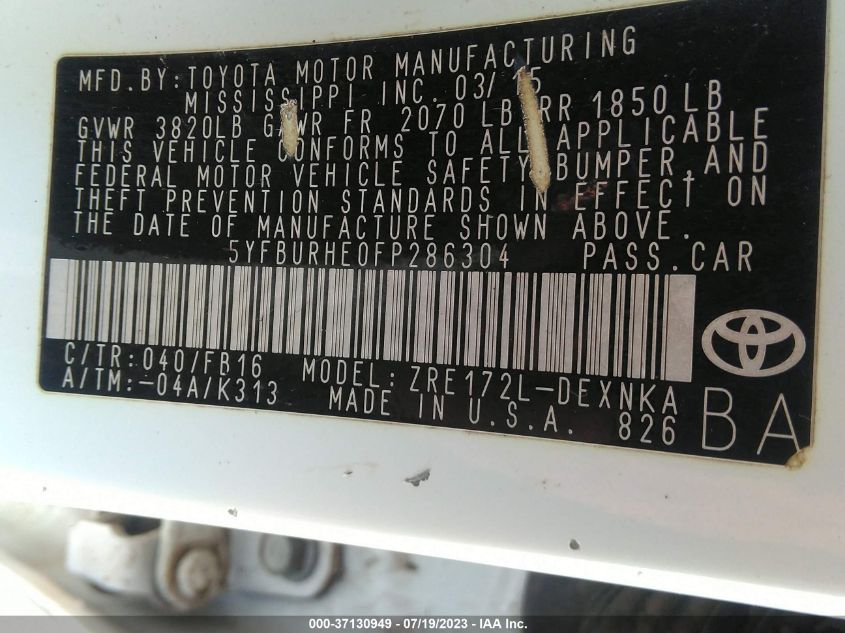 MFD. BY: TOYOTA MOTOR MANUFACTURING
MISSISSIPPI INC. 03/15
GVWR 3820LB GAWR FR 2070 LB RR 1850 LB
THIS VEHICLE CONFORMS TO ALL APPLICABLE
FEDERAL MOTOR VEHICLE SAFETY, BUMPER, AND
THEFT PREVENTION STANDARDS IN EFFECT ON
THE DATE OF MANUFACTURE SHOWN ABOVE.
5YFBURHE0FP286304 PASS. CAR
C/TR: 040/FB16 MODEL: ZRE172L-DEXNKA
A/TM: -04A/K313 MADE IN U.S.A. 826
BA
000-37130949 / 07/19/2023 / IAA Inc.